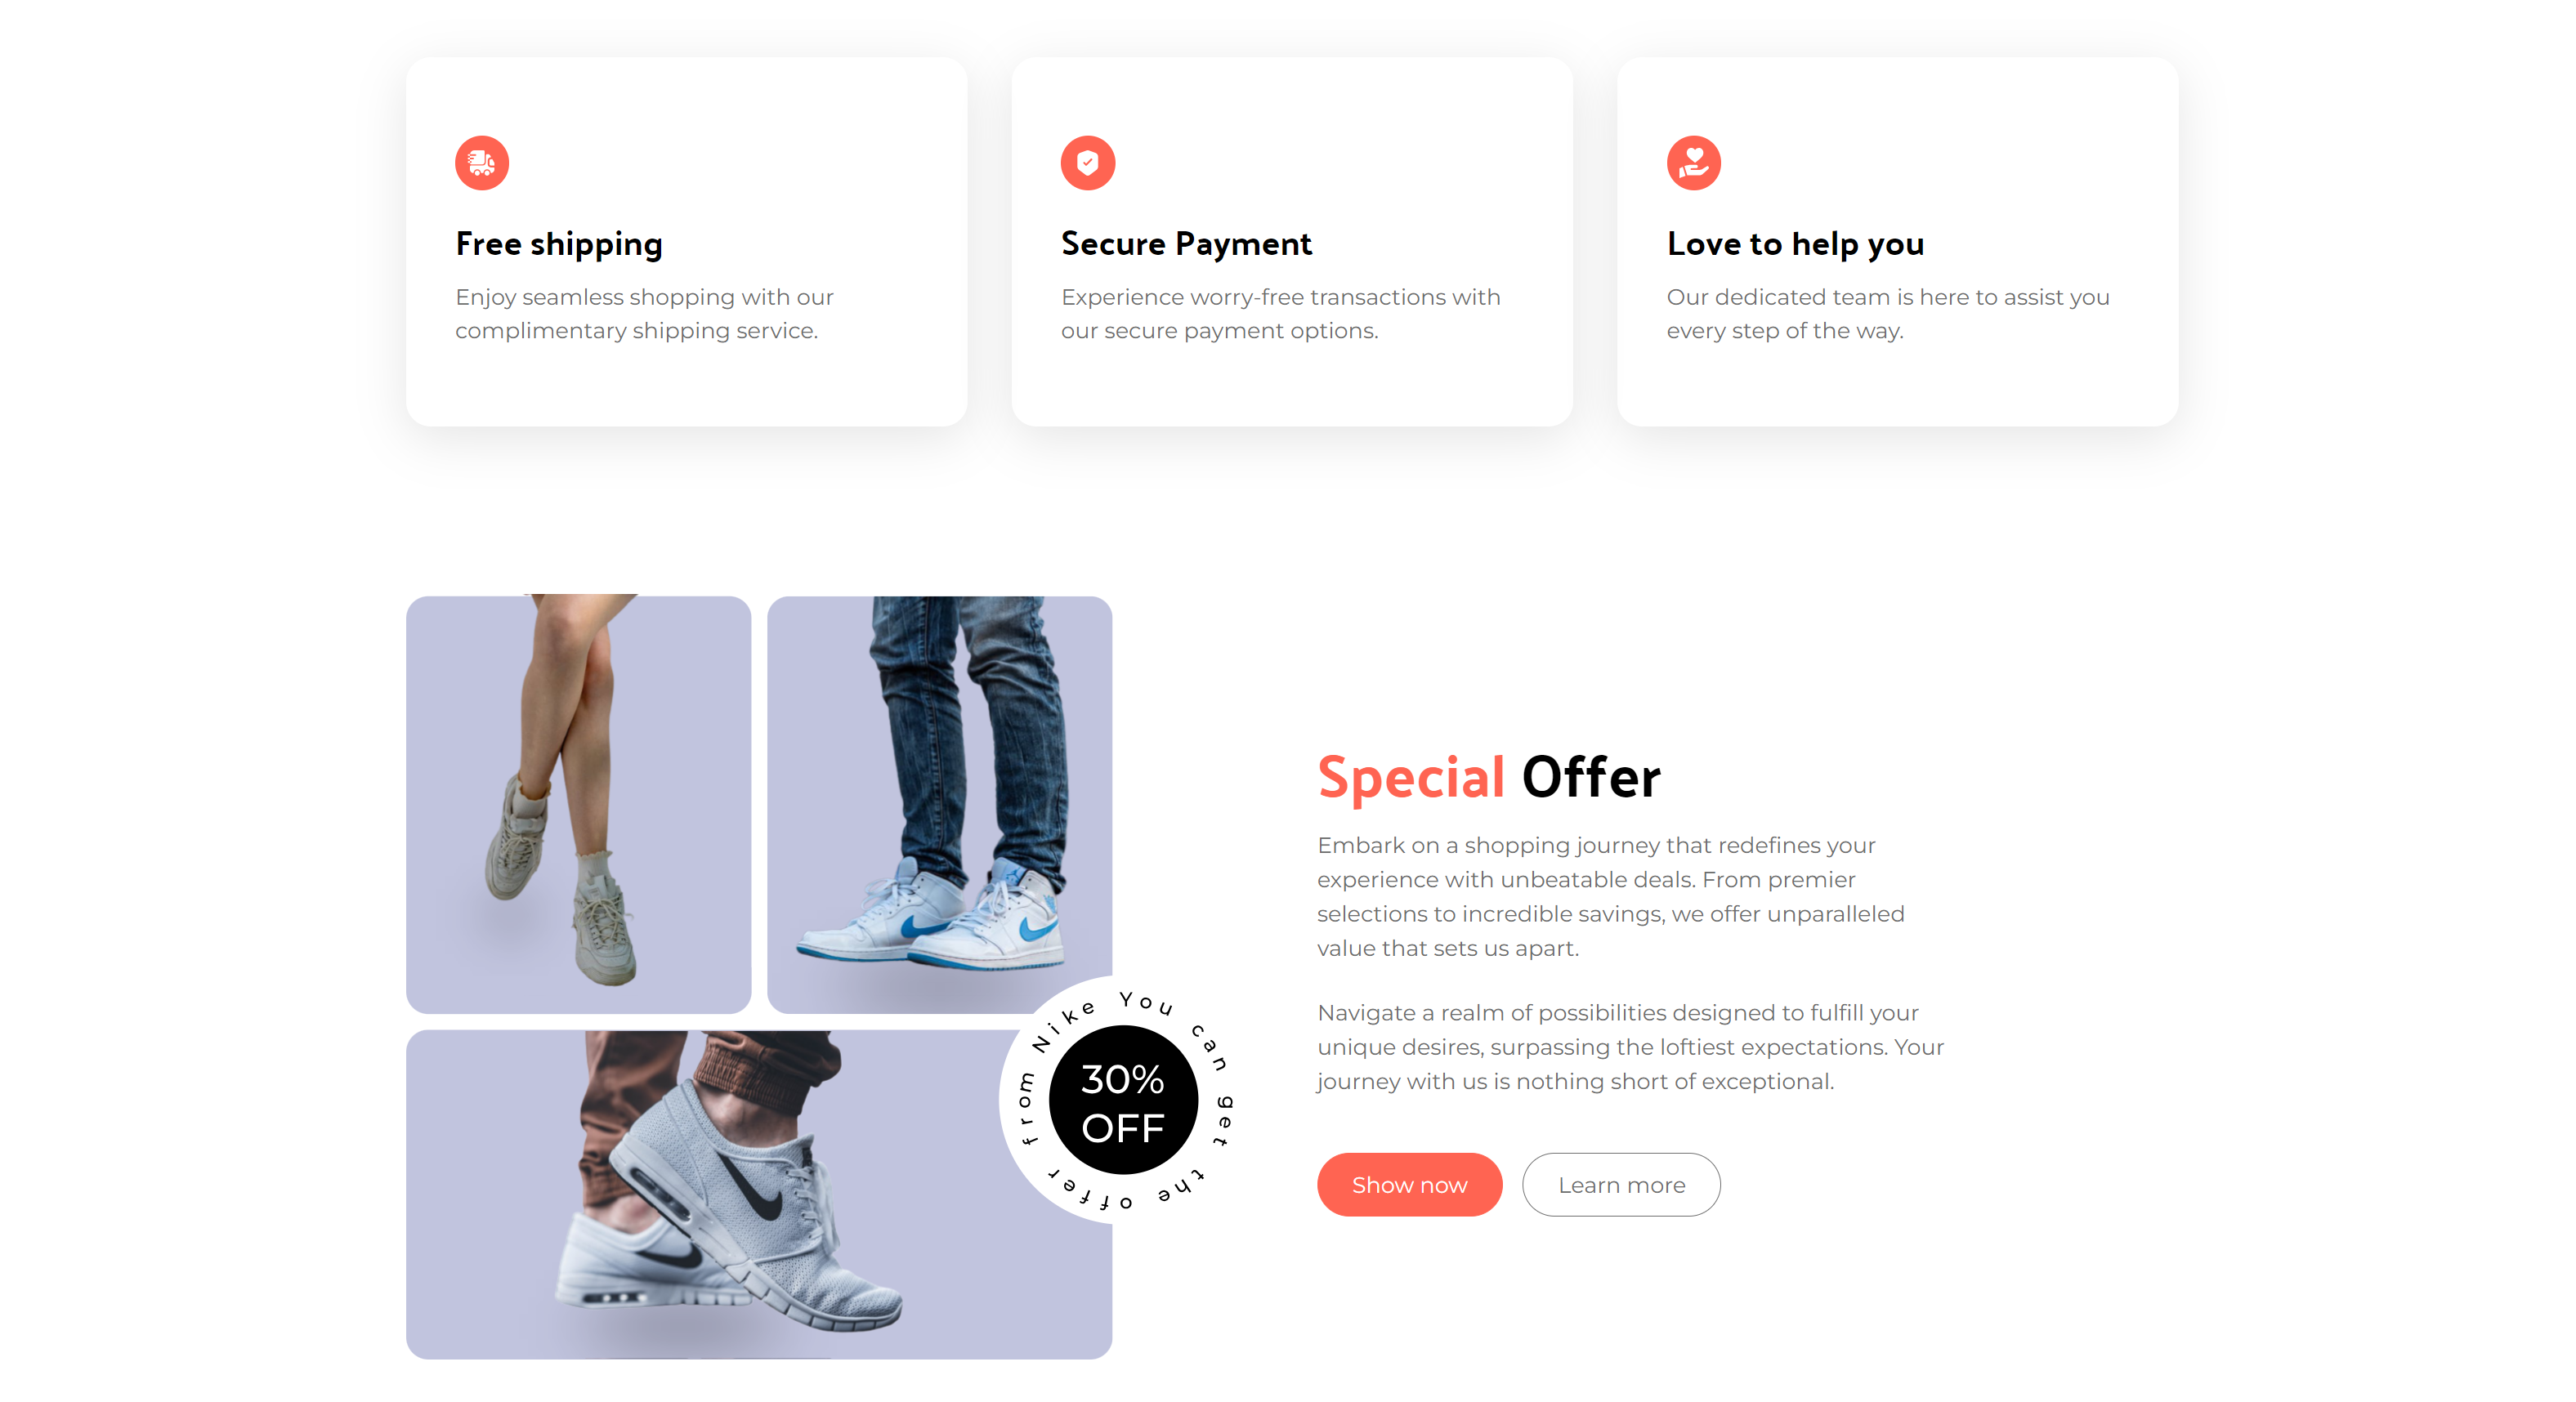 Free shipping
Enjoy seamless shopping with our
complimentary shipping service.
Secure Payment
Experience worry-free transactions with
our secure payment options.
Love to help you
Our dedicated team is here to assist you
every step of the way.
You can get the offer from Nike
30%
OFF
Special Offer
Embark on a shopping journey that redefines your
experience with unbeatable deals. From premier
selections to incredible savings, we offer unparalleled
value that sets us apart.
Navigate a realm of possibilities designed to fulfill your
unique desires, surpassing the loftiest expectations. Your
journey with us is nothing short of exceptional.
Show now
Learn more